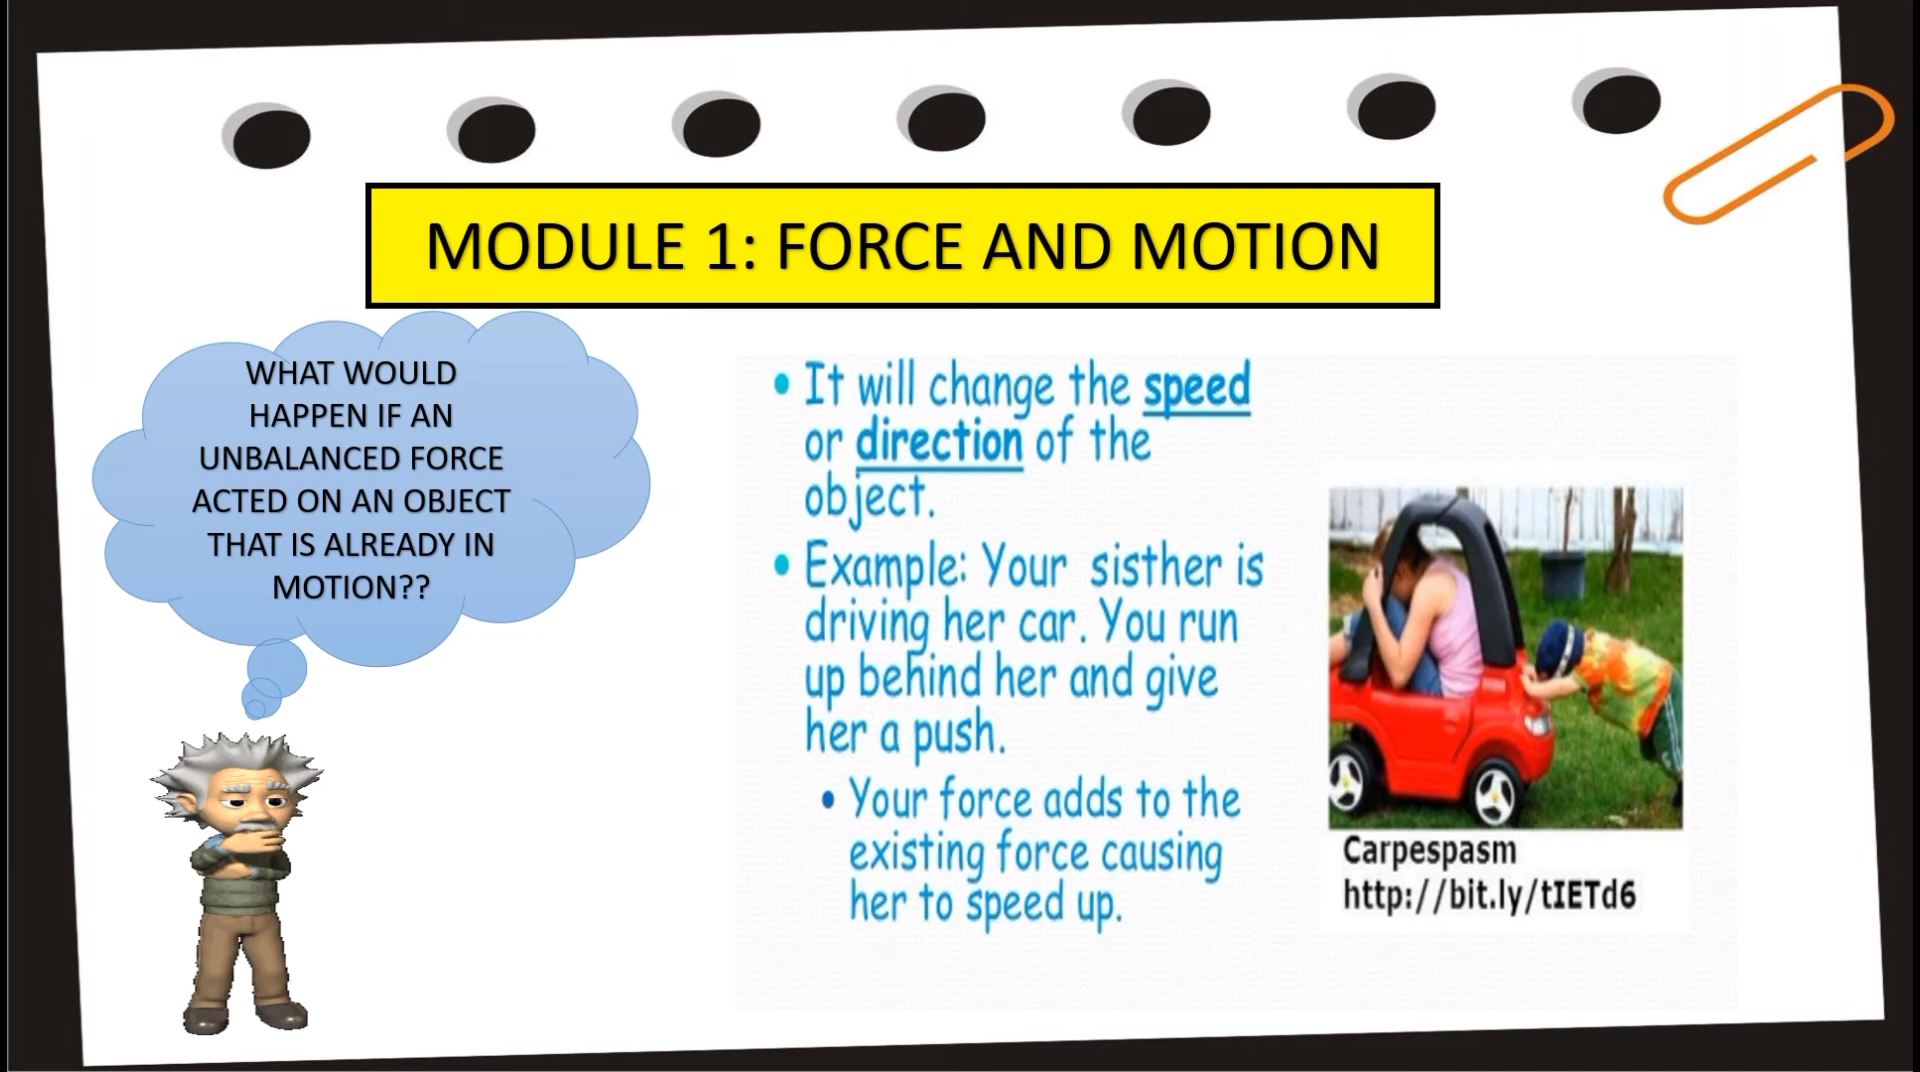 MODULE 1: FORCE AND MOTION
WHAT WOULD
HAPPEN IF AN
UNBALANCED FORCE
ACTED ON AN OBJECT
THAT IS ALREADY IN
MOTION??
• It will change the speed
or direction of the
object.
• Example: Your sisther is
driving her car. You run
up behind her and give
her a push.
• Your force adds to the
existing force causing
her to speed up.
Carpespasm
http://bit.ly/tIETd6